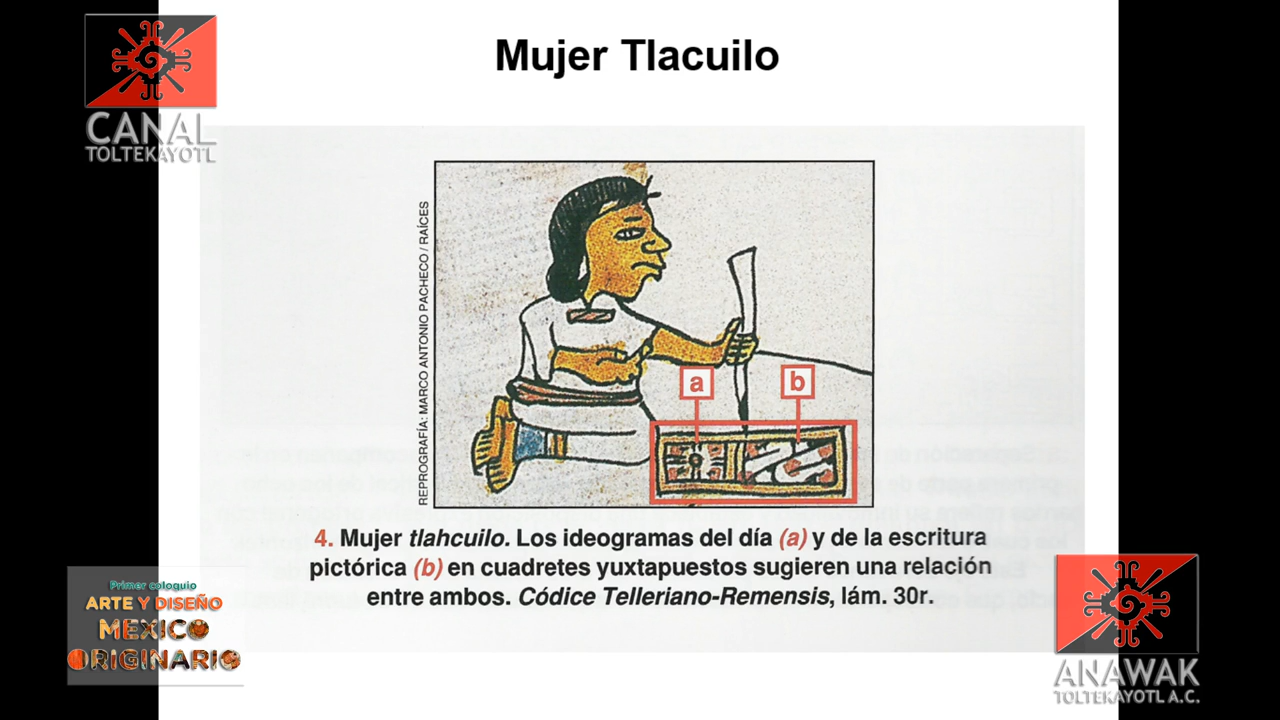 Mujer Tlacuilo
CANAL
TOLTEKAYOTL
REPROGRAFÍA: MARCO ANTONIO PACHECO / RAÍCES
a
b
4. Mujer tlahcuilo. Los ideogramas del día (a) y de la escritura
pictórica (b) en cuadretes yuxtapuestos sugieren una relación
entre ambos. Códice Telleriano-Remensis, lám. 30r.
Primer coloquio
ARTE Y DISEÑO
MEXICO
ORIGINARIO
ANAWAK
TOLTEKAYOTL A.C.